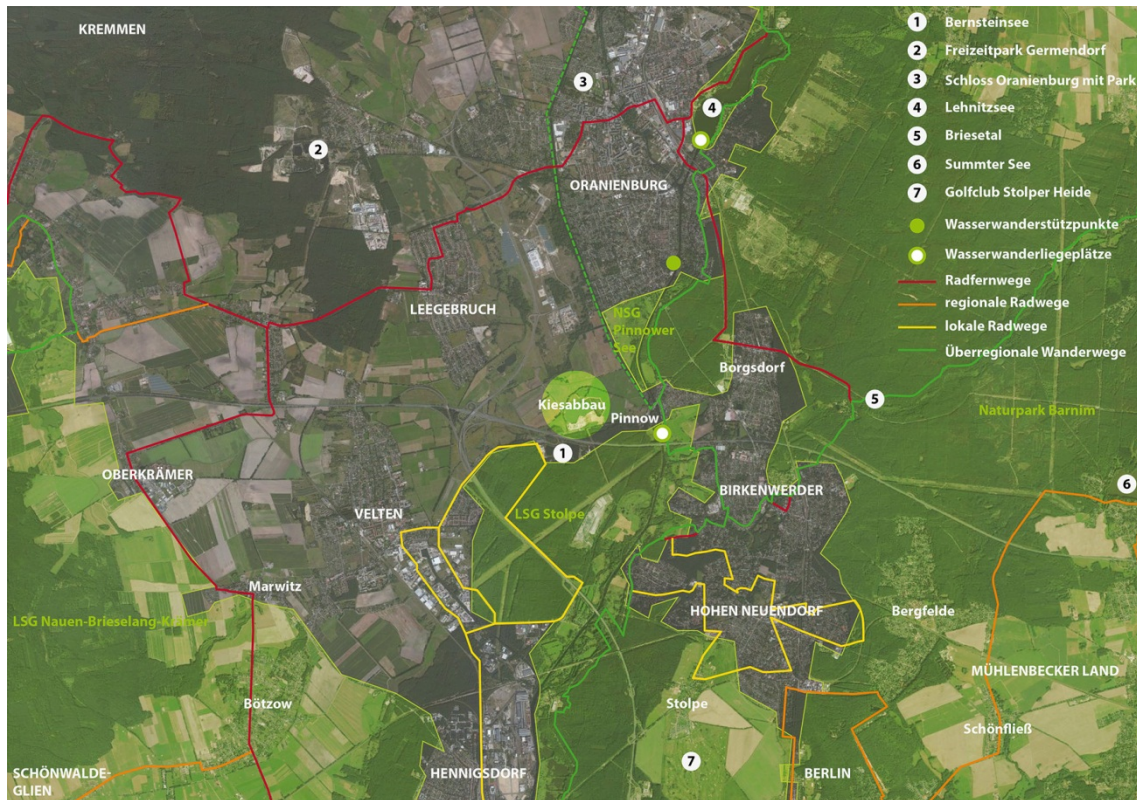 KREMMEN
1 Bernsteinsee
2 Freizeitpark Germendorf
3 Schloss Oranienburg mit Park
4 Lehnitzsee
5 Briesetal
6 Summter See
7 Golfclub Stolper Heide
Wasserwanderstützpunkte
Wasserwanderliegeplätze
Radfernwege
regionale Radwege
lokale Radwege
Überregionale Wanderwege
3
4
2
ORANIENBURG
LEEGEBRUCH
NSG
Pinnower
See
Borgsdorf
Kiesabbau
Pinnow
5
Naturpark Barnim
1
OBERKRÄMER
BIRKENWERDER
6
VELTEN
LSG Stolpe
Marwitz
HOHEN NEUENDORF
Bergfelde
LSG Nauen-Brieselang-Krämer
MÜHLENBECKER LAND
Bötzow
Stolpe
Schönfließ
7
SCHÖNWALDE-
GLIEN
HENNIGSDORF
BERLIN